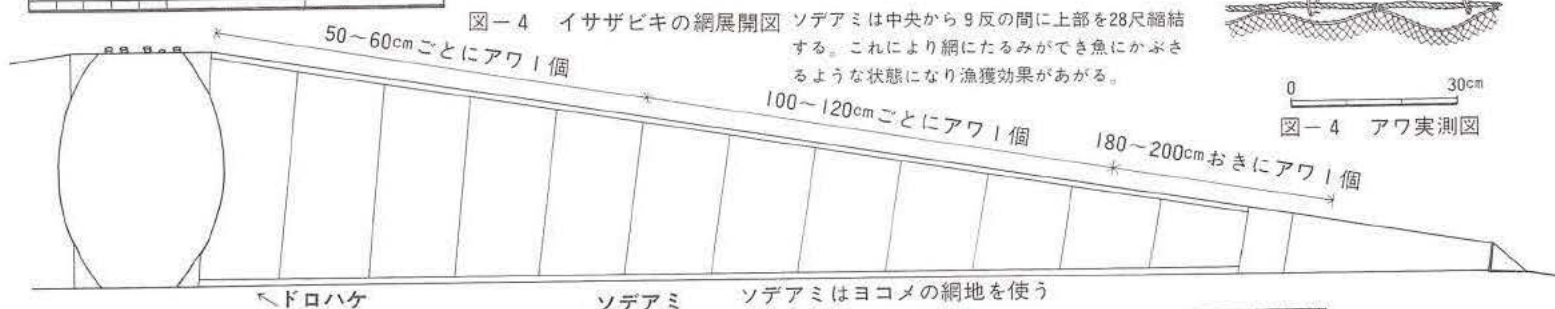 図－4 イサザビキの網展開図
ソデアミは中央から9反の間に上部を28尺縮結
する。これにより網にたるみができ魚にかぶさ
るような状態になり漁獲効果があがる。
50～60cmごとにアワ1個
100～120cmごとにアワ1個
180～200cmおきにアワ1個
0 30cm
図－4 アワ実測図
↖ドロハケ
ソデアミ
ソデアミはヨコメの網地を使う